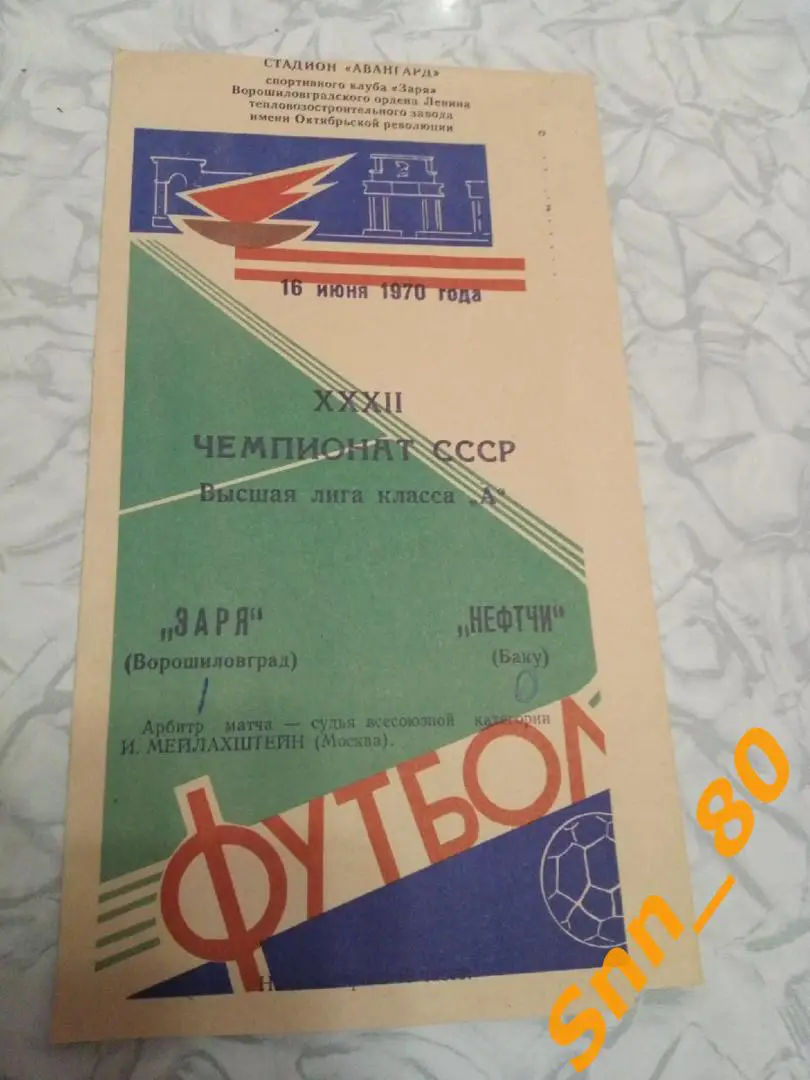 СТАДИОН «АВАНГАРД»
спортивного клуба «Заря»
Ворошиловградского ордена Ленина
тепловозостроительного завода
имени Октябрьской революции
16 июня 1970 года
XXXII
ЧЕМПИОНАТ СССР
Высшая лига класса „А"
„ЗАРЯ" „НЕФТЧИ"
(Ворошиловград) (Баку)
1 0
Арбитр матча — судья всесоюзной категории
И. МЕЙЛАХШТЕЙН (Москва).
ФУТБОЛ
Snn_80